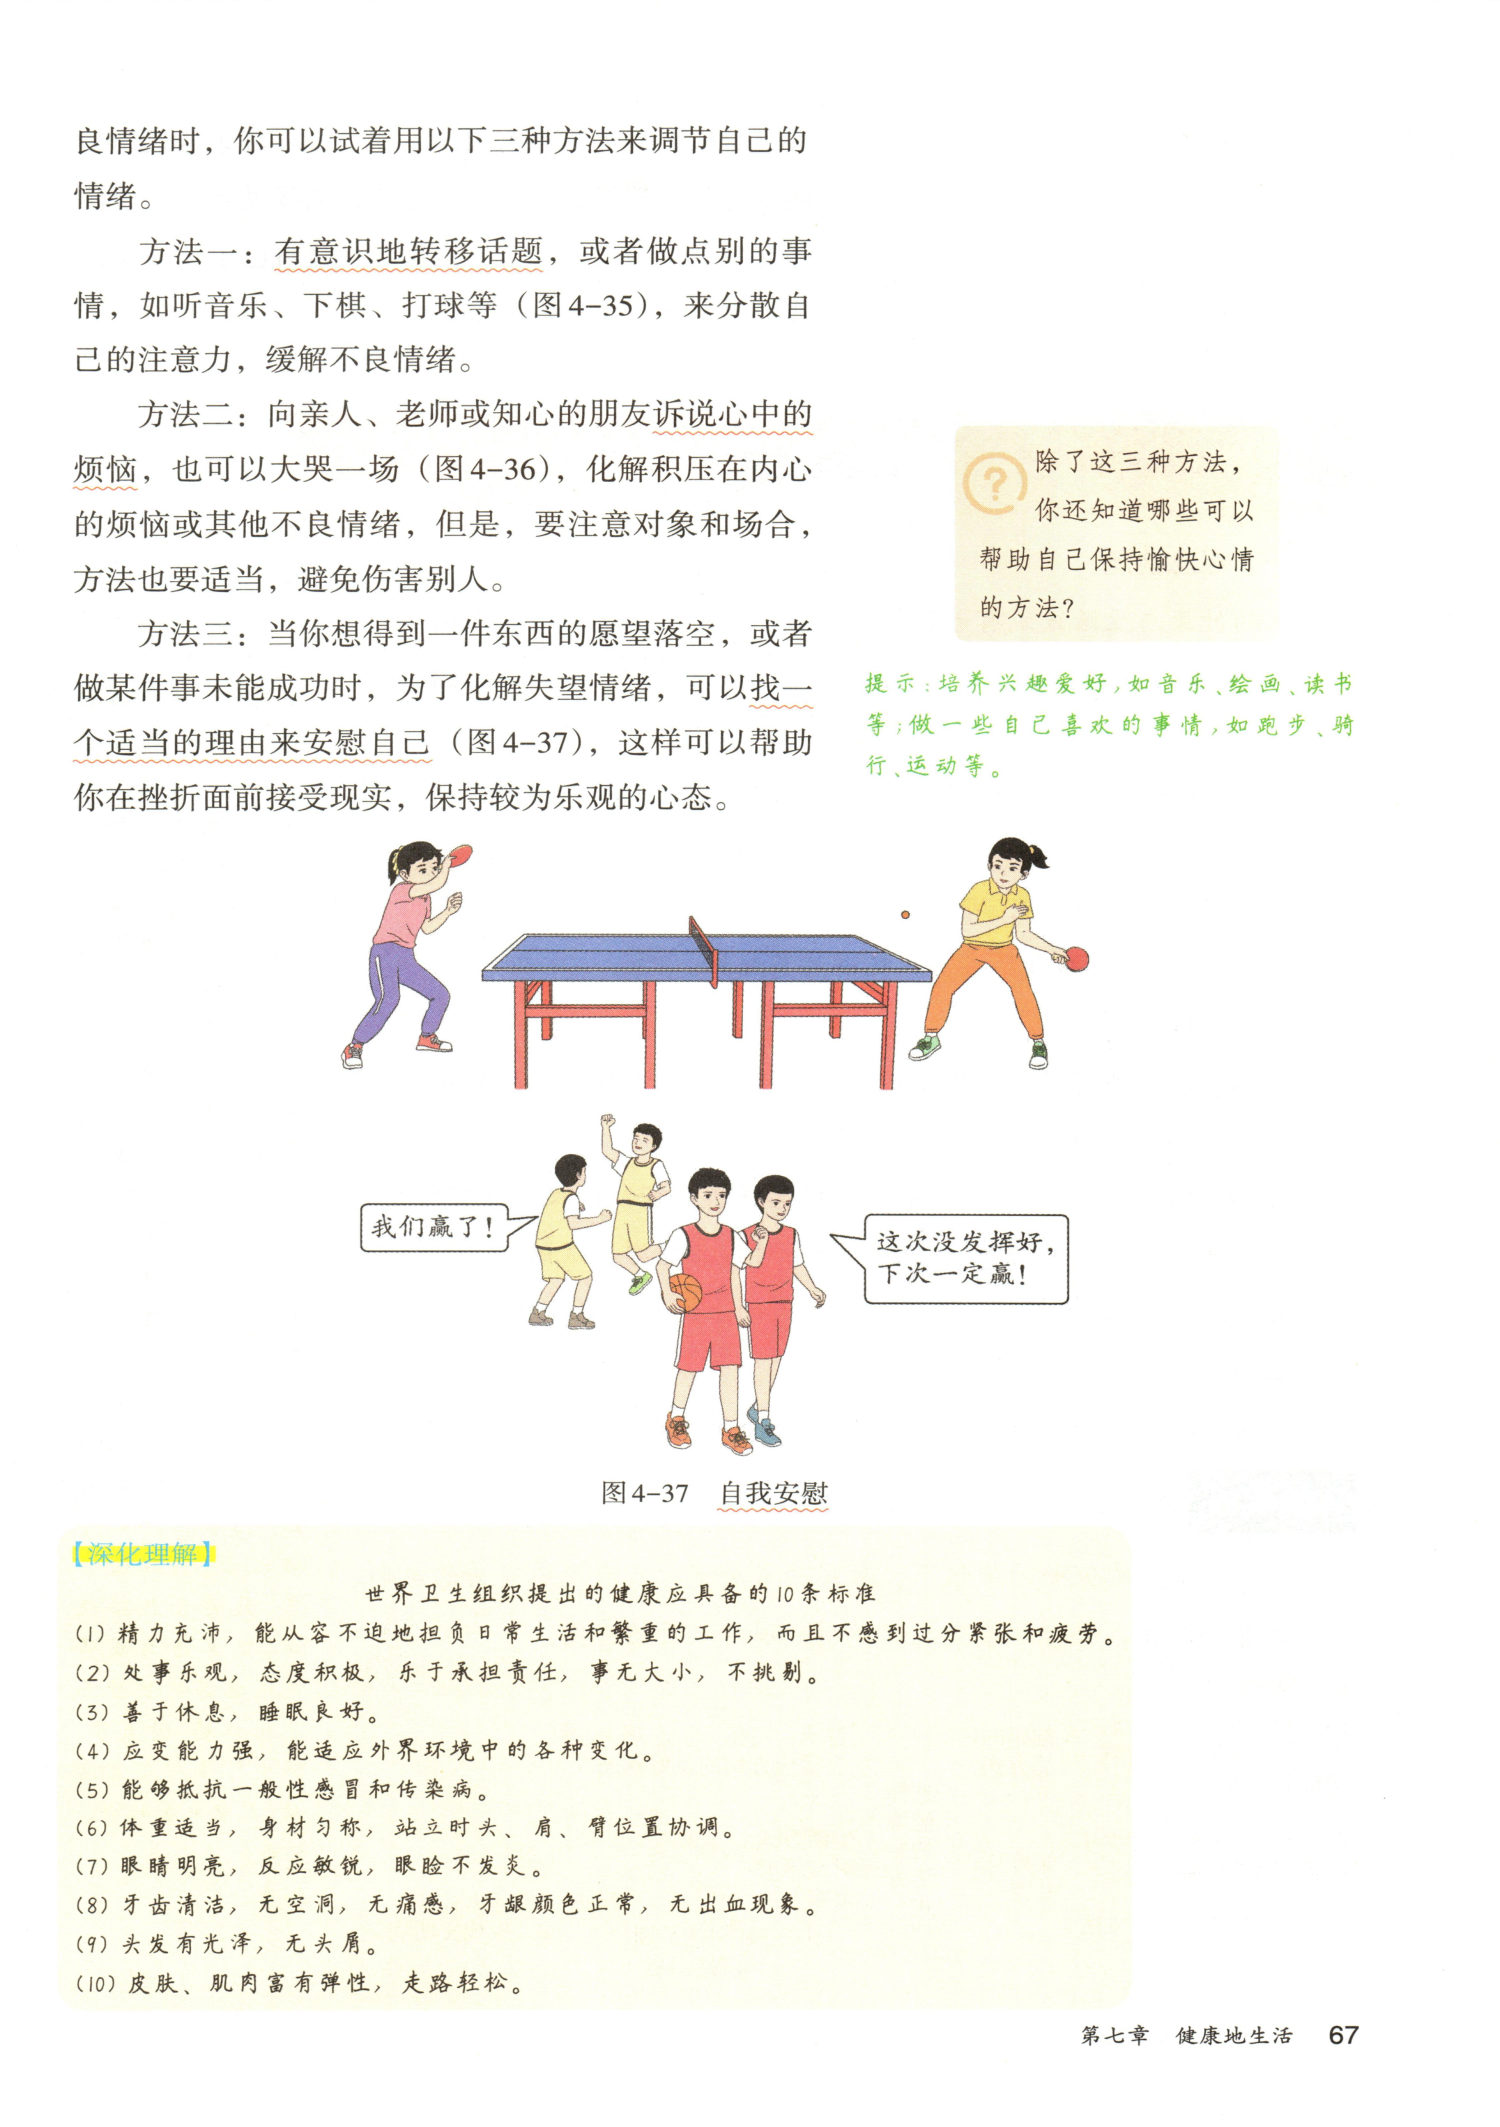 良情绪时，你可以试着用以下三种方法来调节自己的
情绪。
方法一：有意识地转移话题，或者做点别的事
情，如听音乐、下棋、打球等（图4-35），来分散自
己的注意力，缓解不良情绪。
方法二：向亲人、老师或知心的朋友诉说心中的
烦恼，也可以大哭一场（图4-36），化解积压在内心
的烦恼或其他不良情绪，但是，要注意对象和场合，
方法也要适当，避免伤害别人。
方法三：当你想得到一件东西的愿望落空，或者
做某件事未能成功时，为了化解失望情绪，可以找一
个适当的理由来安慰自己（图4-37），这样可以帮助
你在挫折面前接受现实，保持较为乐观的心态。
?
除了这三种方法，
你还知道哪些可以
帮助自己保持愉快心情
的方法？
提示：培养兴趣爱好，如音乐、绘画、读书
等；做一些自己喜欢的事情，如跑步、骑
行、运动等。
我们赢了！
这次没发挥好，
下次一定赢！
图4-37 自我安慰
【深化理解】
世界卫生组织提出的健康应具备的10条标准
（1）精力充沛，能从容不迫地担负日常生活和繁重的工作，而且不感到过分紧张和疲劳。
（2）处事乐观，态度积极，乐于承担责任，事无大小，不挑剔。
（3）善于休息，睡眠良好。
（4）应变能力强，能适应外界环境中的各种变化。
（5）能够抵抗一般性感冒和传染病。
（6）体重适当，身材匀称，站立时头、肩、臂位置协调。
（7）眼睛明亮，反应敏锐，眼睑不发炎。
（8）牙齿清洁，无空洞，无痛感，牙龈颜色正常，无出血现象。
（9）头发有光泽，无头屑。
（10）皮肤、肌肉富有弹性，走路轻松。
第七章 健康地生活 67